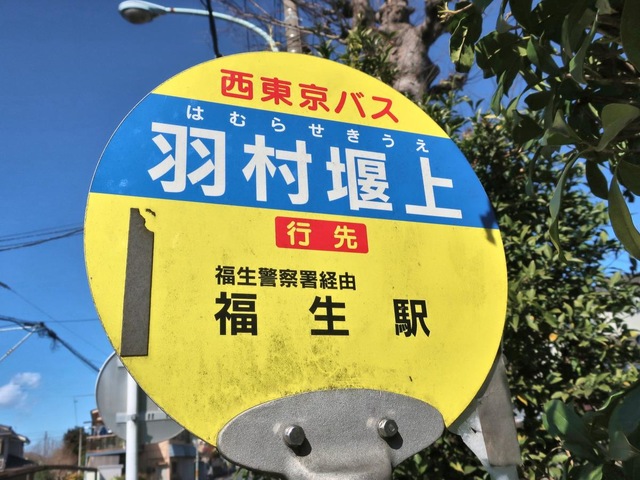 西東京バス
はむらせきうえ
羽村堰上
行先
福生警察署経由
福生駅